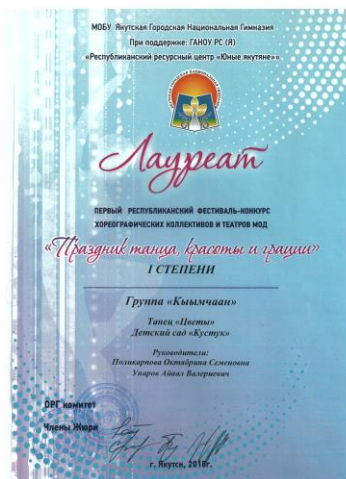 МОБУ Якутская Городская Национальная Гимназия
При поддержке: ГАНОУ РС (Я)
«Республиканский ресурсный центр «Юные якутяне»»
Лауреат
ПЕРВЫЙ РЕСПУБЛИКАНСКИЙ ФЕСТИВАЛЬ-КОНКУРС
ХОРЕОГРАФИЧЕСКИХ КОЛЛЕКТИВОВ И ТЕАТРОВ МОД
«Праздник танца, красоты и грации»
I СТЕПЕНИ
Группа «Кыымчаан»
Танец «Цветы»
Детский сад «Кустук»
Руководители:
Поликарпова Октябрина Семеновна
Уваров Айаал Валериевич
ОРГ комитет
Члены Жюри
г. Якутск, 2018г.